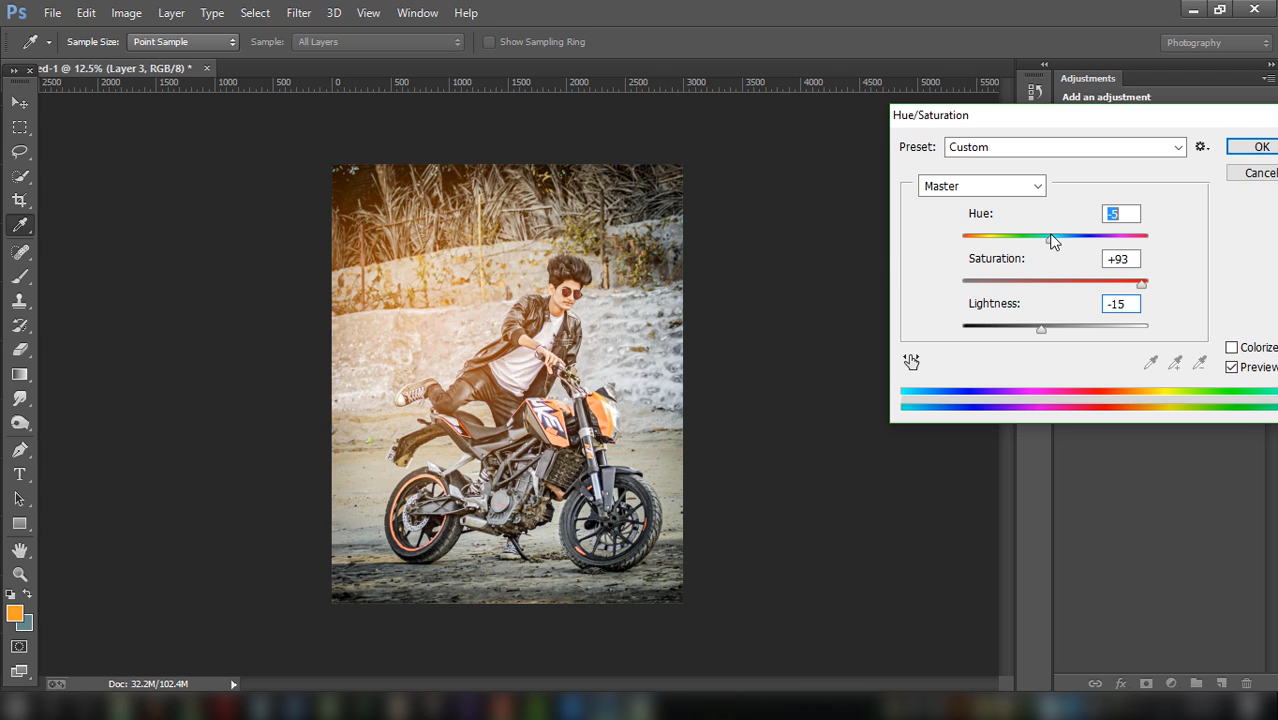 Ps File Edit Image Layer Type Select Filter 3D View Window Help
Sample Size: Point Sample Sample: All Layers Show Sampling Ring Photography
ed-1 @ 12.5% (Layer 3, RGB/8) * ×
2500 2000 1500 1000 500 0 500 1000 1500 2000 2500 3000 3500 4000 4500 5000 5500
Adjustments
Add an adjustment
Hue/Saturation
Preset: Custom OK
Cancel
Master
Hue: -5
Saturation: +93
Lightness: -15
Colorize
Preview
T
fx
Doc: 32.2M/102.4M